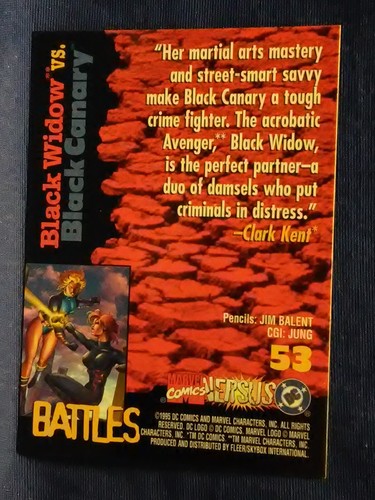 Black Widow** vs.
Black Canary*
"Her martial arts mastery
and street-smart savvy
make Black Canary a tough
crime fighter. The acrobatic
Avenger,** Black Widow,
is the perfect partner—a
duo of damsels who put
criminals in distress."
—Clark Kent*
Pencils: JIM BALENT
CGI: JUNG
53
MARVEL
COMICS VERSUS DC
BATTLES
©1995 DC COMICS AND MARVEL CHARACTERS, INC. ALL RIGHTS
RESERVED. DC LOGO © DC COMICS. MARVEL LOGO © MARVEL
CHARACTERS, INC. *TM DC COMICS. **TM MARVEL CHARACTERS, INC.
PRODUCED AND DISTRIBUTED BY FLEER/SKYBOX INTERNATIONAL.